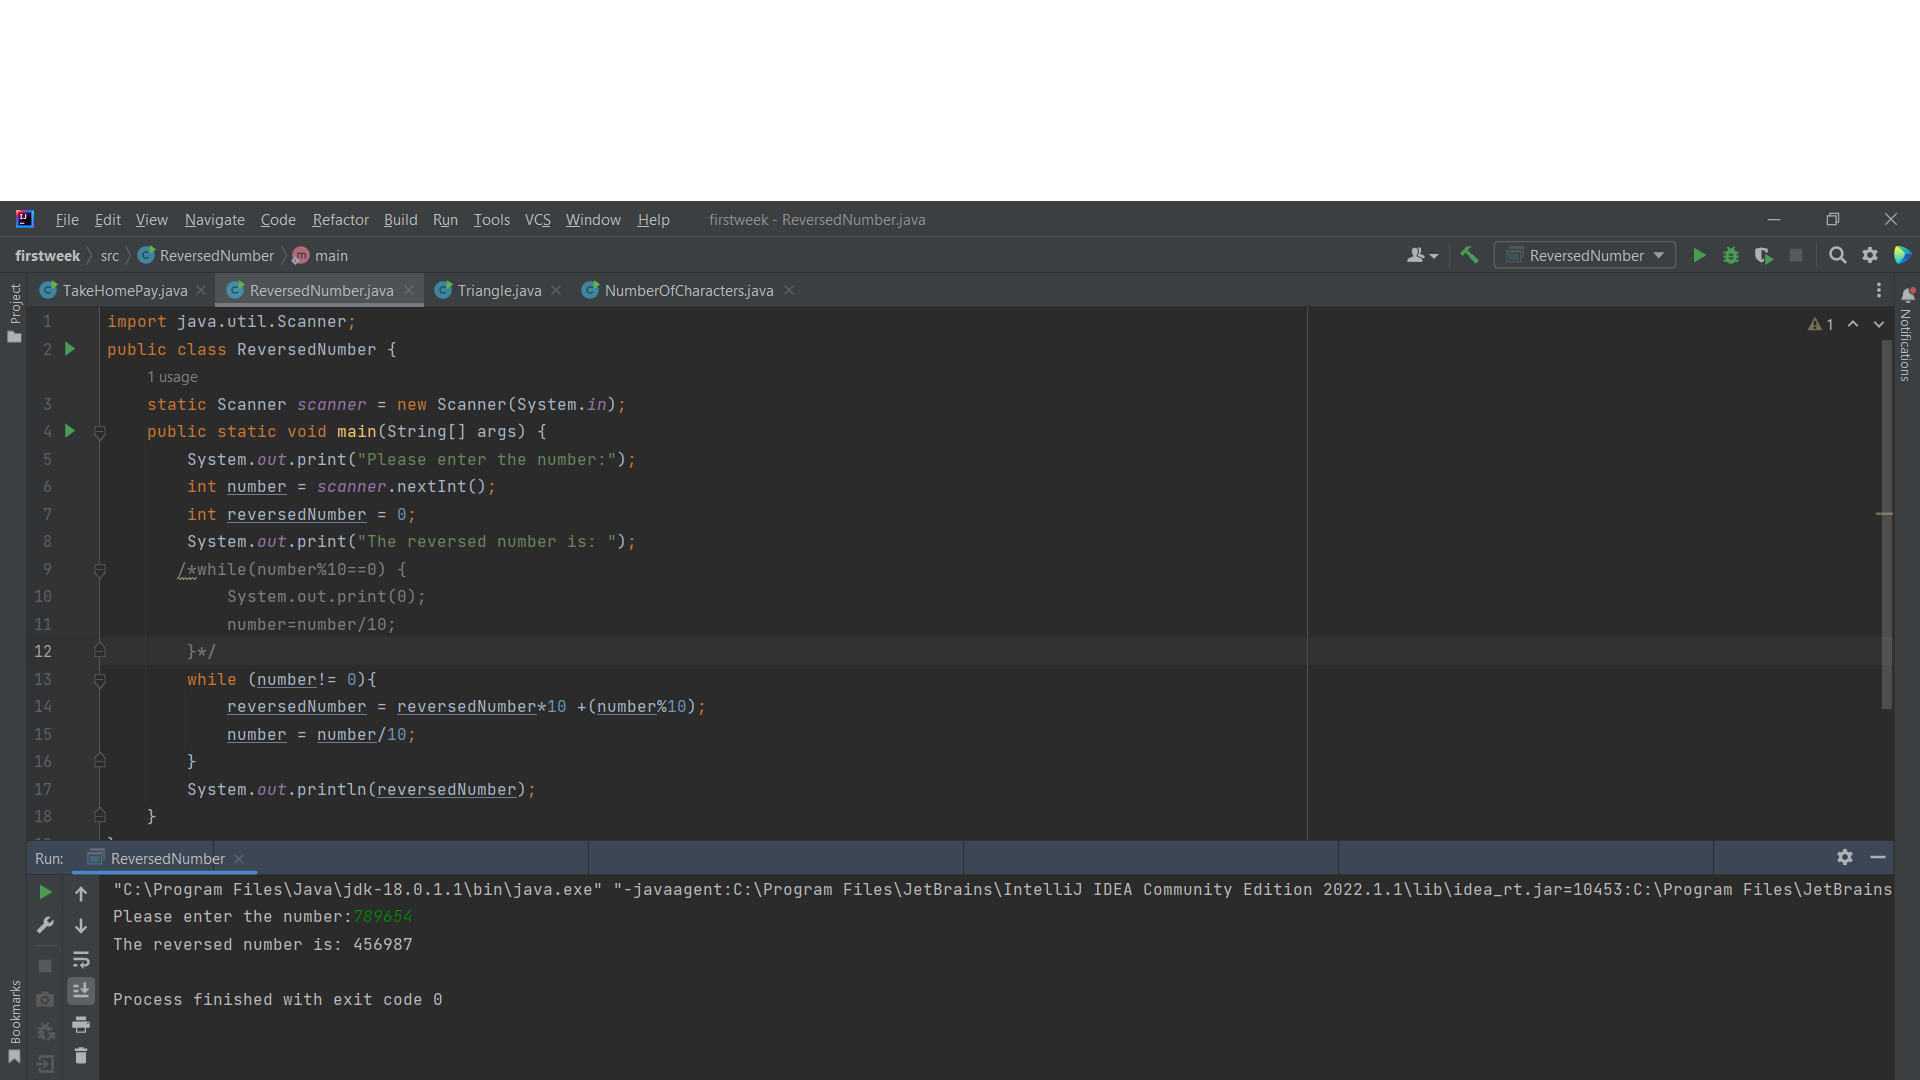 File Edit View Navigate Code Refactor Build Run Tools VCS Window Help firstweek - ReversedNumber.java
firstweek src ReversedNumber main
ReversedNumber
Project
TakeHomePay.java ReversedNumber.java Triangle.java NumberOfCharacters.java
Notifications
1 import java.util.Scanner;
1
2 public class ReversedNumber {
1 usage
3 static Scanner scanner = new Scanner(System.in);
4 public static void main(String[] args) {
5 System.out.print("Please enter the number:");
6 int number = scanner.nextInt();
7 int reversedNumber = 0;
8 System.out.print("The reversed number is: ");
9 /*while(number%10==0) {
10 System.out.print(0);
11 number=number/10;
12 }*/
13 while (number!= 0){
14 reversedNumber = reversedNumber*10 +(number%10);
15 number = number/10;
16 }
17 System.out.println(reversedNumber);
18 }
Run: ReversedNumber
"C:\Program Files\Java\jdk-18.0.1.1\bin\java.exe" "-javaagent:C:\Program Files\JetBrains\IntelliJ IDEA Community Edition 2022.1.1\lib\idea_rt.jar=10453:C:\Program Files\JetBrains
Please enter the number:789654
The reversed number is: 456987
Process finished with exit code 0
Bookmarks